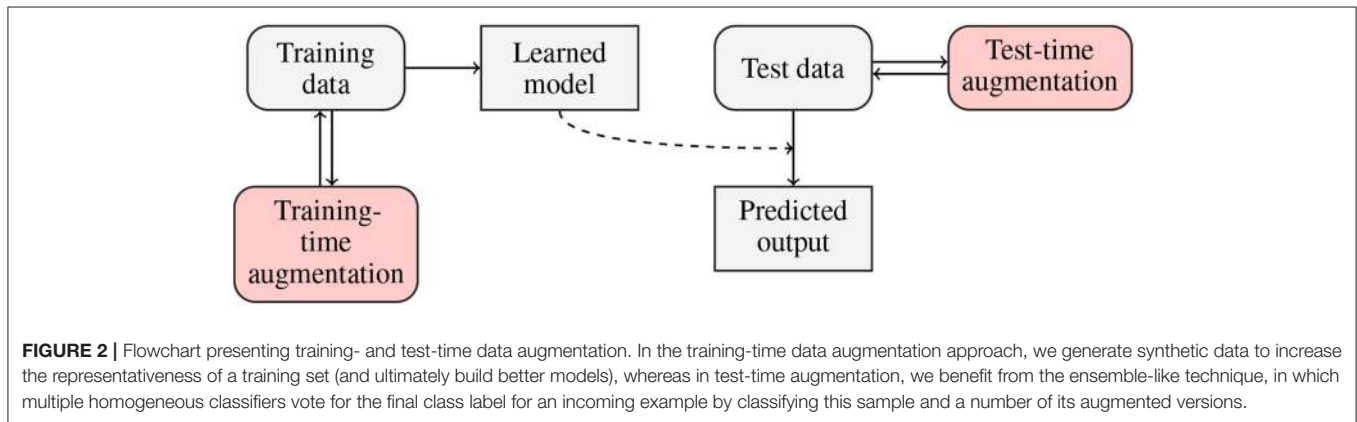 Training
data
Learned
model
Test data
Test-time
augmentation
Training-
time
augmentation
Predicted
output
FIGURE 2 | Flowchart presenting training- and test-time data augmentation. In the training-time data augmentation approach, we generate synthetic data to increase
the representativeness of a training set (and ultimately build better models), whereas in test-time augmentation, we benefit from the ensemble-like technique, in which
multiple homogeneous classifiers vote for the final class label for an incoming example by classifying this sample and a number of its augmented versions.